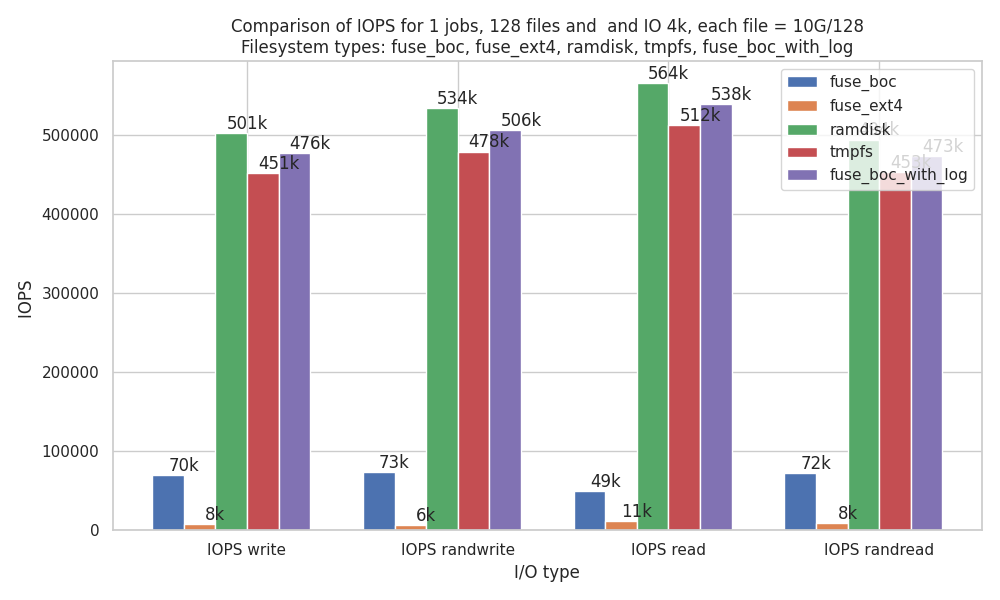 Comparison of IOPS for 1 jobs, 128 files and  and IO 4k, each file = 10G/128
Filesystem types: fuse_boc, fuse_ext4, ramdisk, tmpfs, fuse_boc_with_log
fuse_boc
fuse_ext4
ramdisk
tmpfs
fuse_boc_with_log
IOPS
500000
400000
300000
200000
100000
0
70k
8k
501k
451k
476k
73k
6k
534k
478k
506k
49k
11k
564k
512k
538k
72k
8k
453k
473k
IOPS write
IOPS randwrite
IOPS read
IOPS randread
I/O type